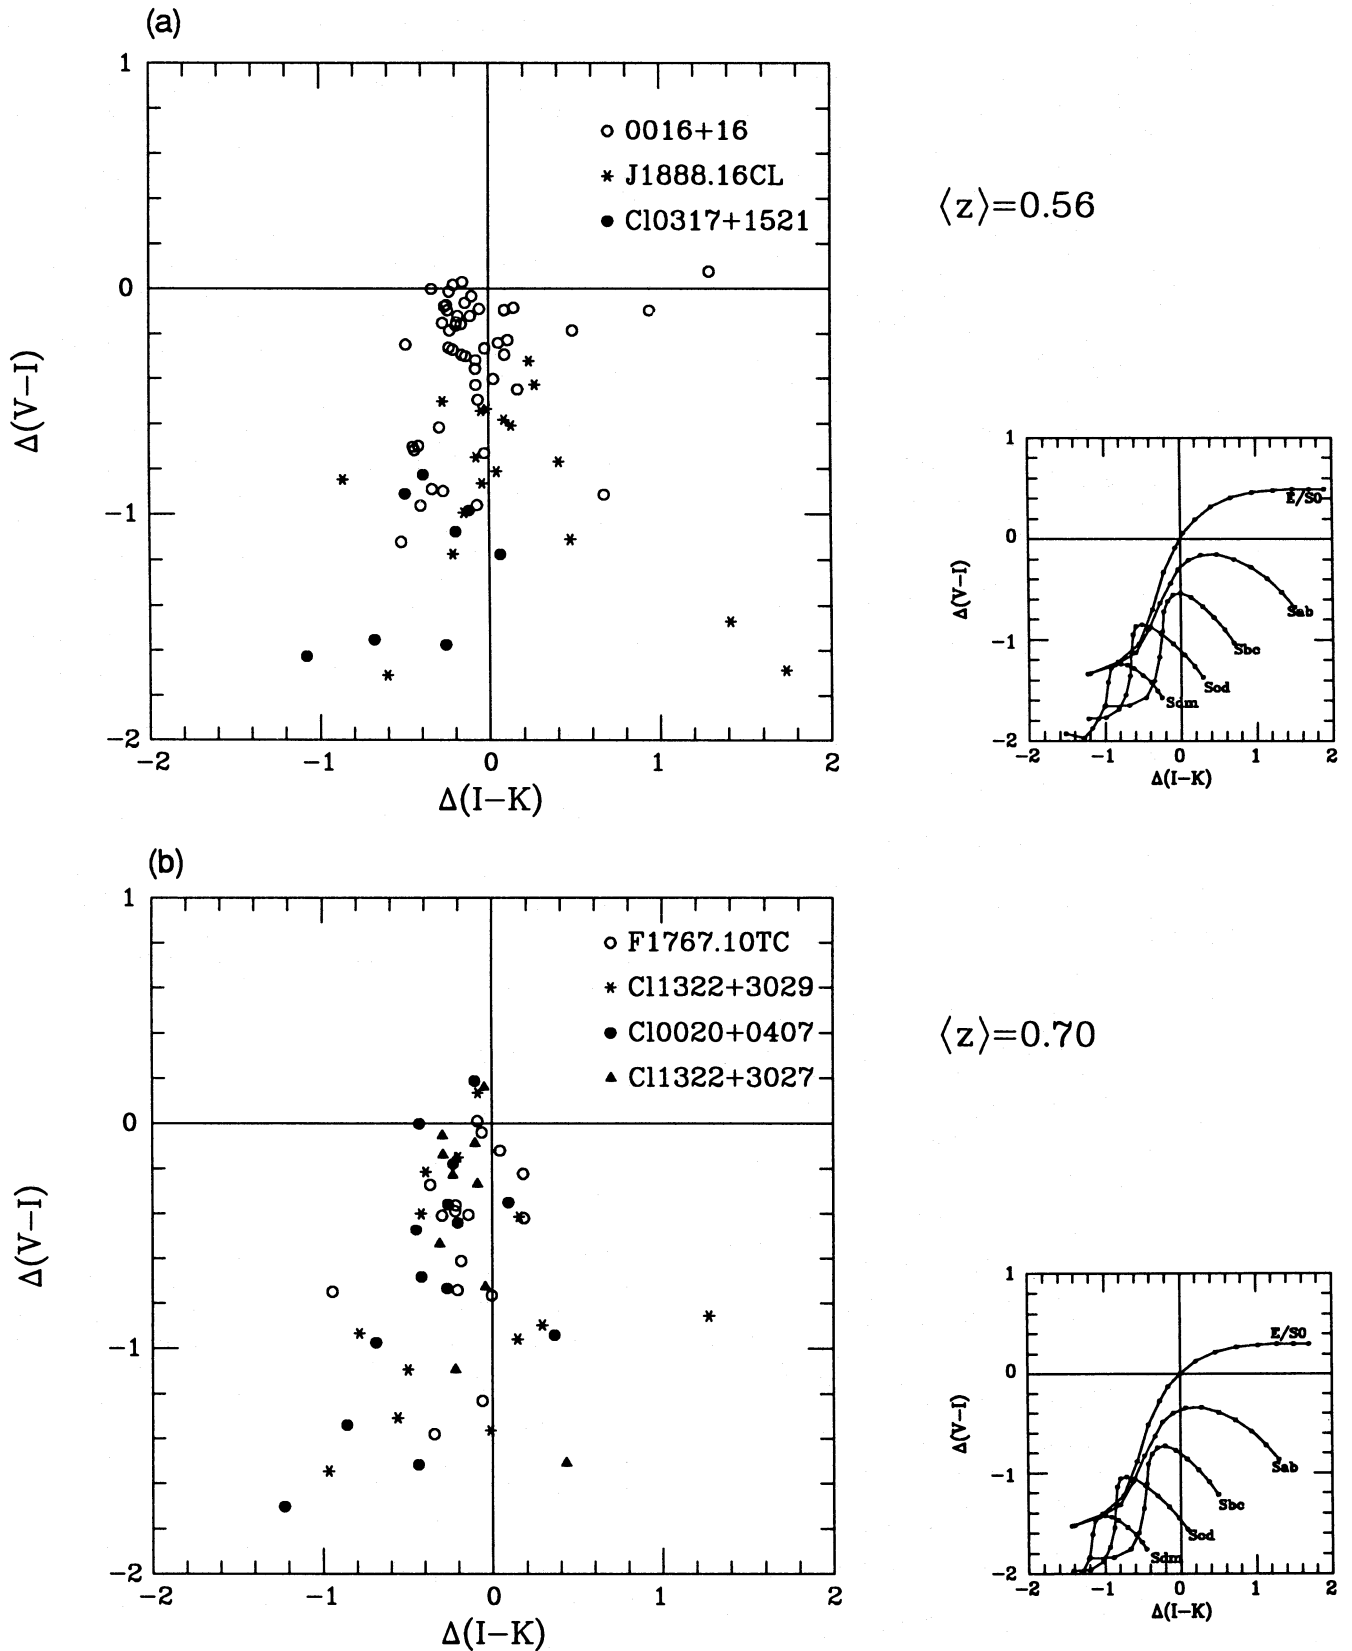 (a)
1
0
−1
−2
Δ(V−I)
0016+16
J1888.16CL
Cl0317+1521
−2 −1 0 1 2
Δ(I−K)
⟨z⟩=0.56
1
0
−1
−2
Δ(V−I)
E/S0
Sab
Sbc
Scd
Sdm
−2 −1 0 1 2
Δ(I−K)
(b)
1
0
−1
−2
Δ(V−I)
F1767.10TC
Cl1322+3029
Cl0020+0407
Cl1322+3027
−2 −1 0 1 2
Δ(I−K)
⟨z⟩=0.70
1
0
−1
−2
Δ(V−I)
E/S0
Sab
Sbc
Scd
Sdm
−2 −1 0 1 2
Δ(I−K)